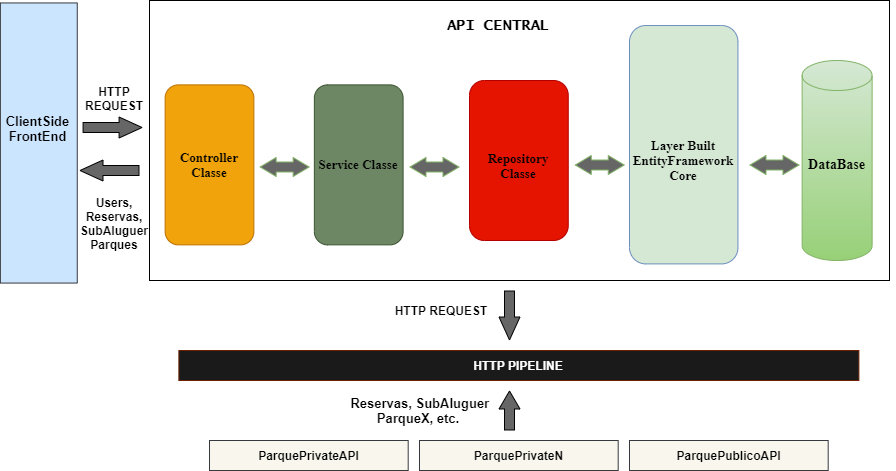 API CENTRAL
ClientSide
FrontEnd
HTTP
REQUEST
Users,
Reservas,
SubAluguer
Parques
Controller
Classe
Service Classe
Repository
Classe
Layer Built
EntityFramework
Core
DataBase
HTTP REQUEST
HTTP PIPELINE
Reservas, SubAluguer
ParqueX, etc.
ParquePrivateAPI
ParquePrivateN
ParquePublicoAPI